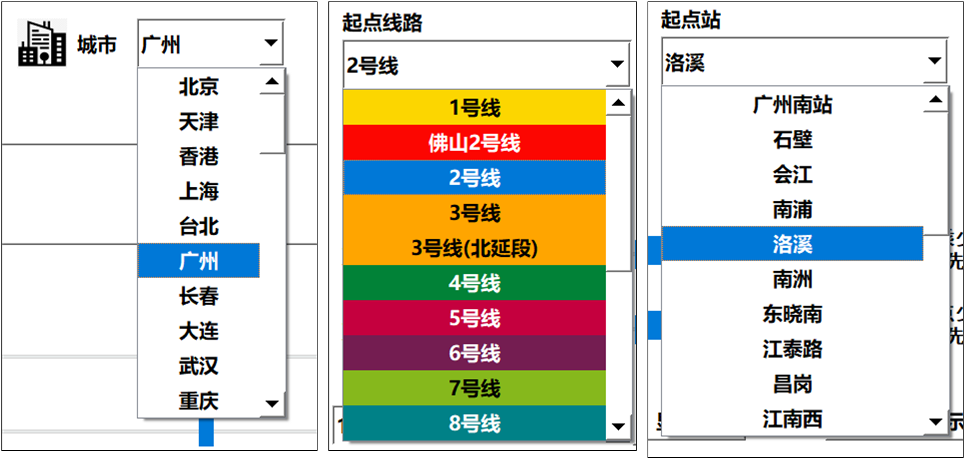 城市
广州
北京
天津
香港
上海
台北
广州
长春
大连
武汉
重庆
起点线路
2号线
1号线
佛山2号线
2号线
3号线
3号线(北延段)
4号线
5号线
6号线
7号线
8号线
起点站
洛溪
广州南站
石壁
会江
南浦
洛溪
南洲
东晓南
江泰路
昌岗
江南西